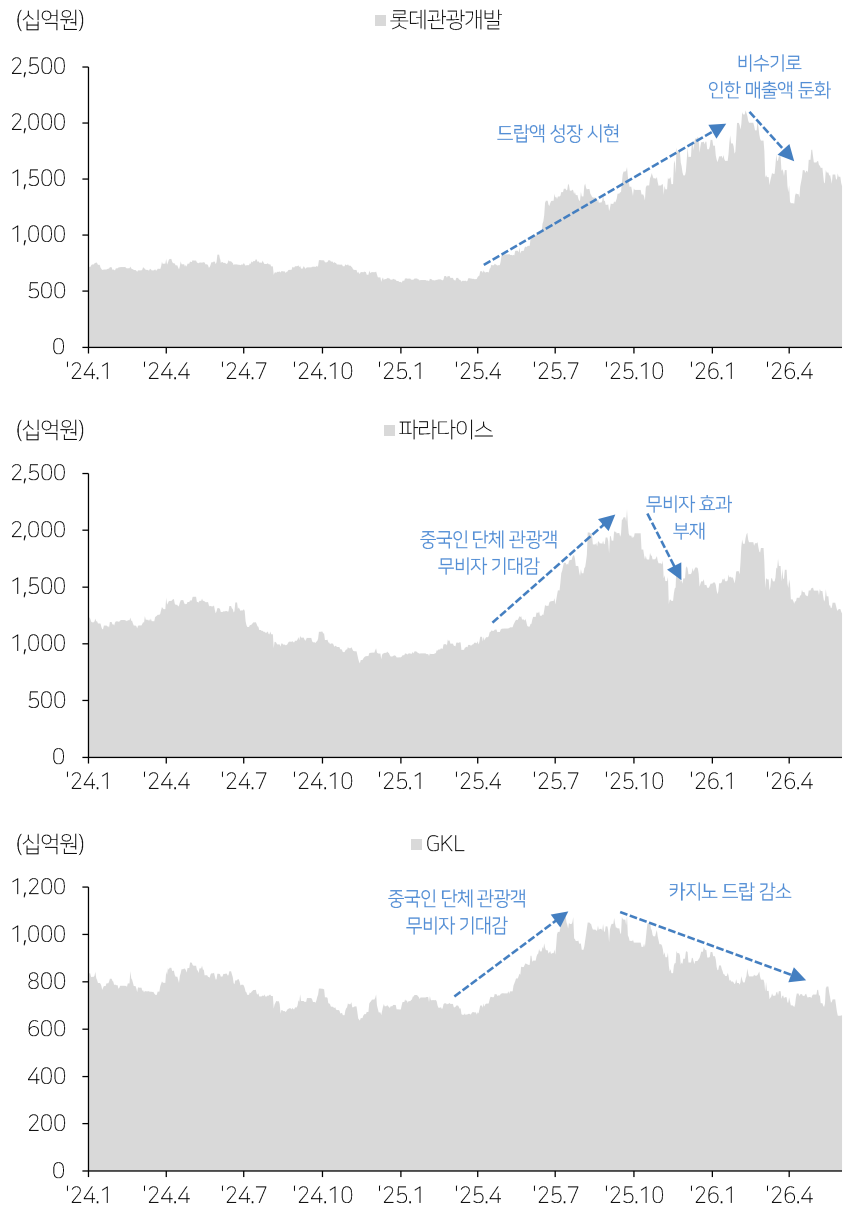 (십억원)
롯데관광개발
2,500
2,000
1,500
1,000
500
0
비수기로
인한 매출액 둔화
드랍액 성장 시현
'24.1 '24.4 '24.7 '24.10 '25.1 '25.4 '25.7 '25.10 '26.1 '26.4
(십억원)
파라다이스
2,500
2,000
1,500
1,000
500
0
무비자 효과
부재
중국인 단체 관광객
무비자 기대감
'24.1 '24.4 '24.7 '24.10 '25.1 '25.4 '25.7 '25.10 '26.1 '26.4
(십억원)
GKL
1,200
1,000
800
600
400
200
0
중국인 단체 관광객
무비자 기대감
카지노 드랍 감소
'24.1 '24.4 '24.7 '24.10 '25.1 '25.4 '25.7 '25.10 '26.1 '26.4